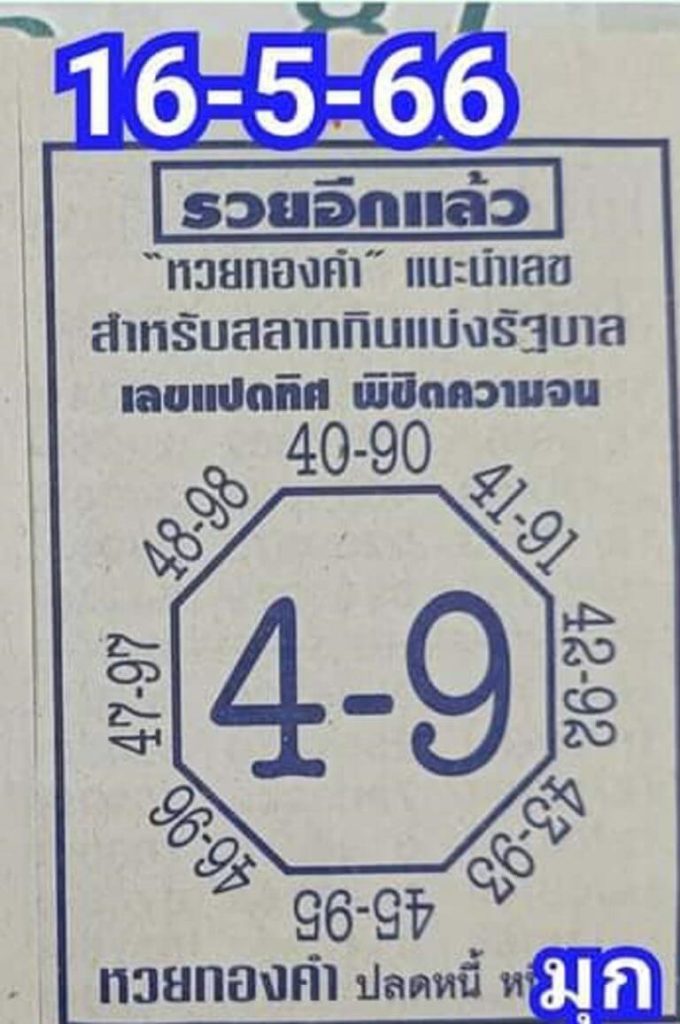 16-5-66
รวยอีกแล้ว
"หวยทองคำ" แนะนำเลข
สำหรับสลากกินแบ่งรัฐบาล
เลขแปดทิศ พิชิตความจน
40-90
41-91
42-92
43-93
45-95
46-96
47-97
48-98
4-9
หวยทองคำ ปลดหนี้
มุก